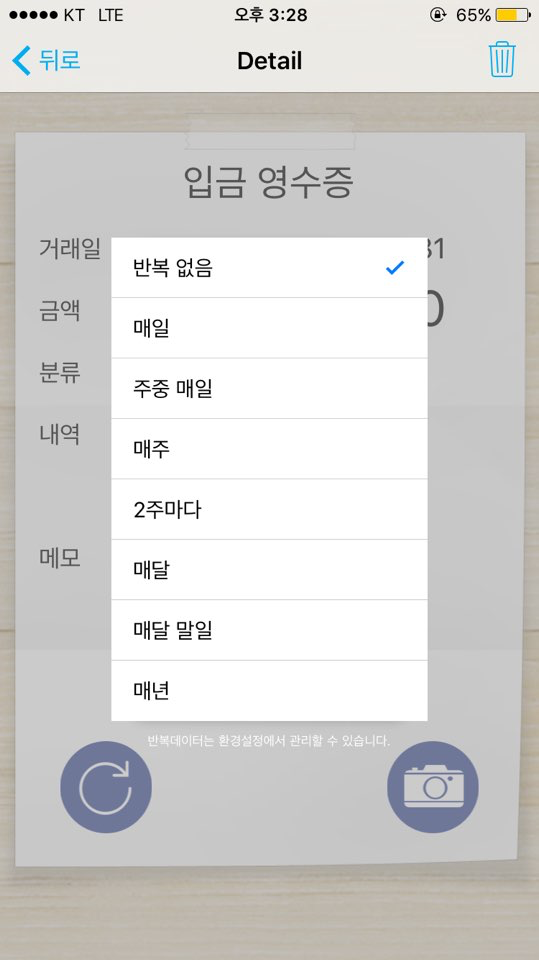 KT LTE 오후 3:28 65%
뒤로 Detail
입금 영수증
거래일 31
금액 0
분류
내역
메모
반복 없음
매일
주중 매일
매주
2주마다
매달
매달 말일
매년
반복데이터는 환경설정에서 관리할 수 있습니다.